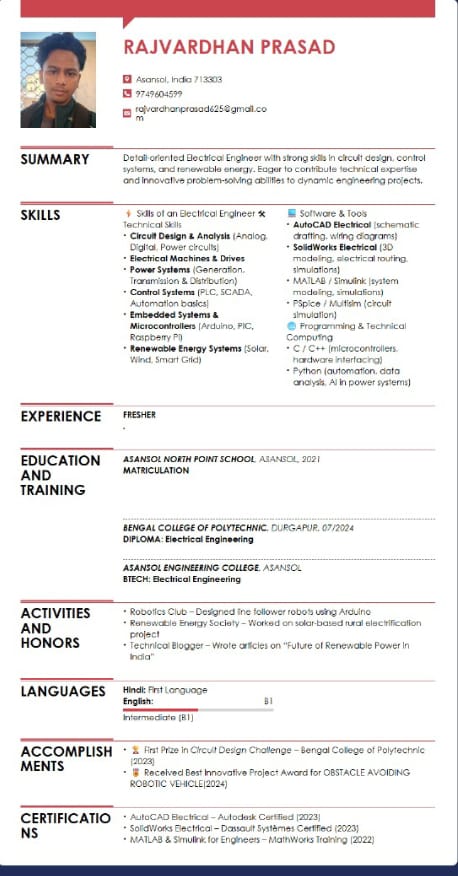 RAJVARDHAN PRASAD
Asansol, India 713303
9749604599
rajvardhanprasad625@gmail.co
m
SUMMARY
Detail-oriented Electrical Engineer with strong skills in circuit design, control
systems, and renewable energy. Eager to contribute technical expertise
and innovative problem-solving abilities to dynamic engineering projects.
SKILLS
⚡ Skills of an Electrical Engineer 🛠
Technical Skills
• Circuit Design & Analysis (Analog,
Digital, Power circuits)
• Electrical Machines & Drives
• Power Systems (Generation,
Transmission & Distribution)
• Control Systems (PLC, SCADA,
Automation basics)
• Embedded Systems &
Microcontrollers (Arduino, PIC,
Raspberry Pi)
• Renewable Energy Systems (Solar,
Wind, Smart Grid)
💻 Software & Tools
• AutoCAD Electrical (schematic
drafting, wiring diagrams)
• SolidWorks Electrical (3D
modeling, electrical routing,
simulations)
• MATLAB / Simulink (system
modeling, simulations)
• PSpice / Multisim (circuit
simulation)
🌐 Programming & Technical
Computing
• C / C++ (microcontrollers,
hardware interfacing)
• Python (automation, data
analysis, AI in power systems)
EXPERIENCE
FRESHER
.
EDUCATION
AND
TRAINING
ASANSOL NORTH POINT SCHOOL, ASANSOL, 2021
MATRICULATION
BENGAL COLLEGE OF POLYTECHNIC, DURGAPUR, 07/2024
DIPLOMA: Electrical Engineering
ASANSOL ENGINEERING COLLEGE, ASANSOL
BTECH: Electrical Engineering
ACTIVITIES
AND
HONORS
• Robotics Club – Designed line follower robots using Arduino
• Renewable Energy Society – Worked on solar-based rural electrification
project
• Technical Blogger – Wrote articles on “Future of Renewable Power in
India”
LANGUAGES
Hindi: First Language
English: B1
Intermediate (B1)
ACCOMPLISH
MENTS
• 🏆 First Prize in Circuit Design Challenge – Bengal College of Polytechnic
(2023)
• 🏅 Received Best Innovative Project Award for OBSTACLE AVOIDING
ROBOTIC VEHICLE(2024)
CERTIFICATIO
NS
• AutoCAD Electrical – Autodesk Certified (2023)
• SolidWorks Electrical – Dassault Systèmes Certified (2023)
• MATLAB & Simulink for Engineers – MathWorks Training (2022)